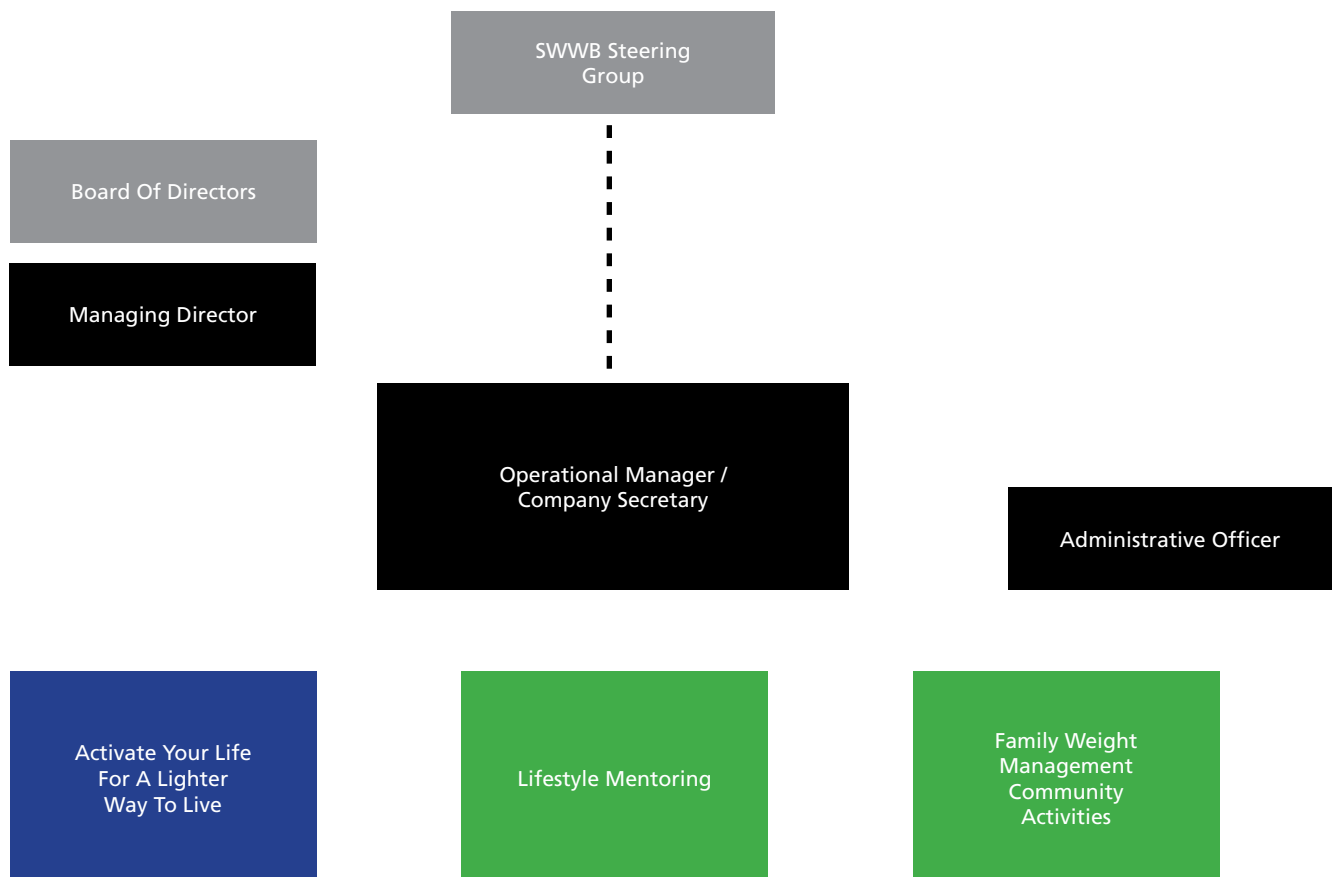 SWWB Steering
Group
Board Of Directors
Managing Director
Operational Manager /
Company Secretary
Administrative Officer
Activate Your Life
For A Lighter
Way To Live
Lifestyle Mentoring
Family Weight
Management
Community
Activities